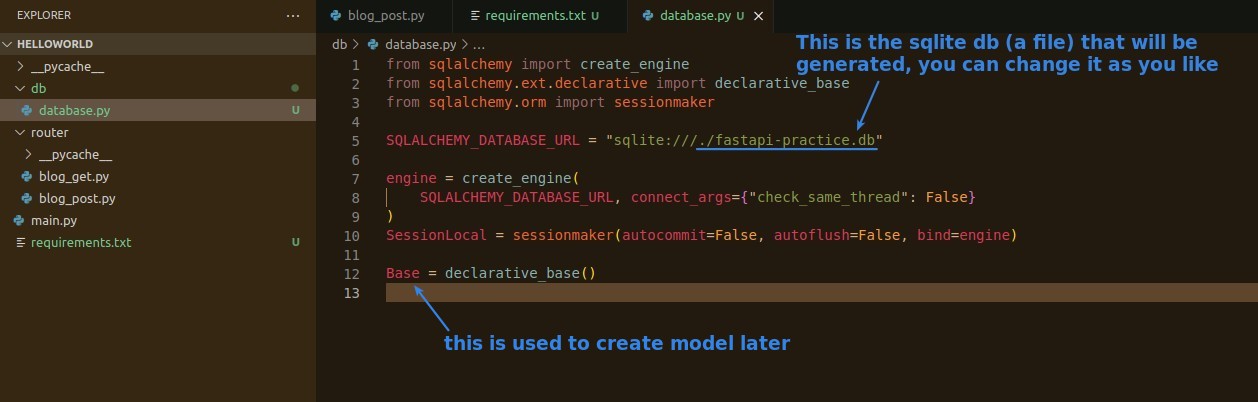 EXPLORER ...
HELLOWORLD
__pycache__
db
database.py U
router
__pycache__
blog_get.py
blog_post.py
main.py
requirements.txt U
blog_post.py requirements.txt U database.py U
db > database.py > ...
This is the sqlite db (a file) that will be
generated, you can change it as you like
1 from sqlalchemy import create_engine
2 from sqlalchemy.ext.declarative import declarative_base
3 from sqlalchemy.orm import sessionmaker
4
5 SQLALCHEMY_DATABASE_URL = "sqlite:///./fastapi-practice.db"
6
7 engine = create_engine(
8     SQLALCHEMY_DATABASE_URL, connect_args={"check_same_thread": False}
9 )
10 SessionLocal = sessionmaker(autocommit=False, autoflush=False, bind=engine)
11
12 Base = declarative_base()
13
this is used to create model later